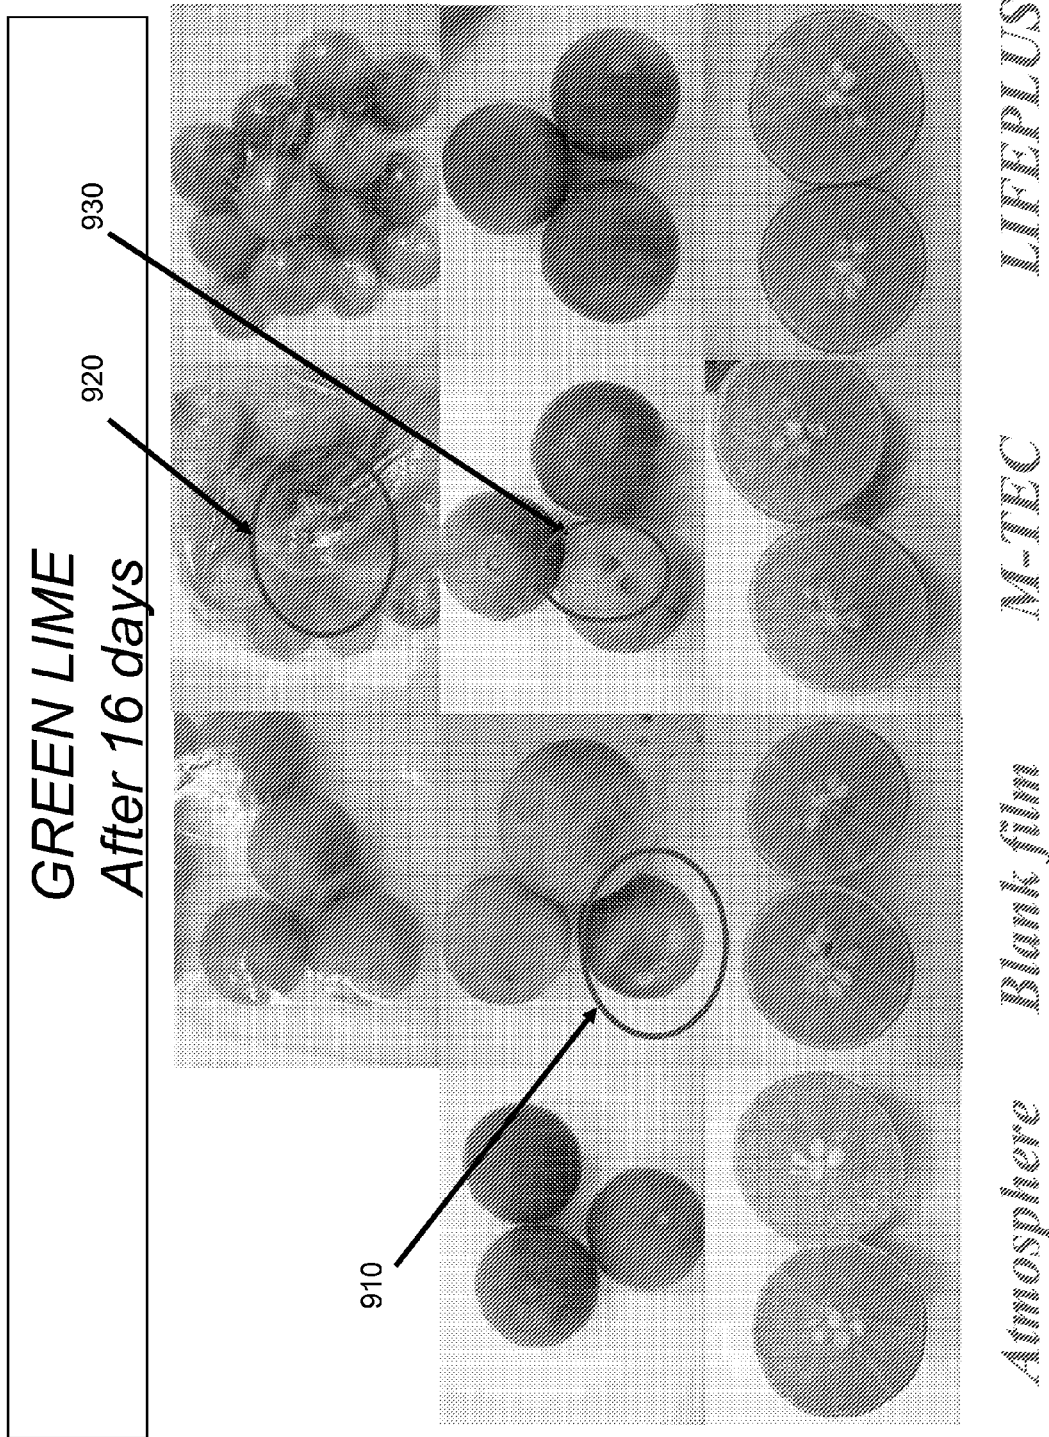 GREEN LIME
After 16 days
910
920
930
Atmosphere
Blank film
M-TEC
LIFEPLUS